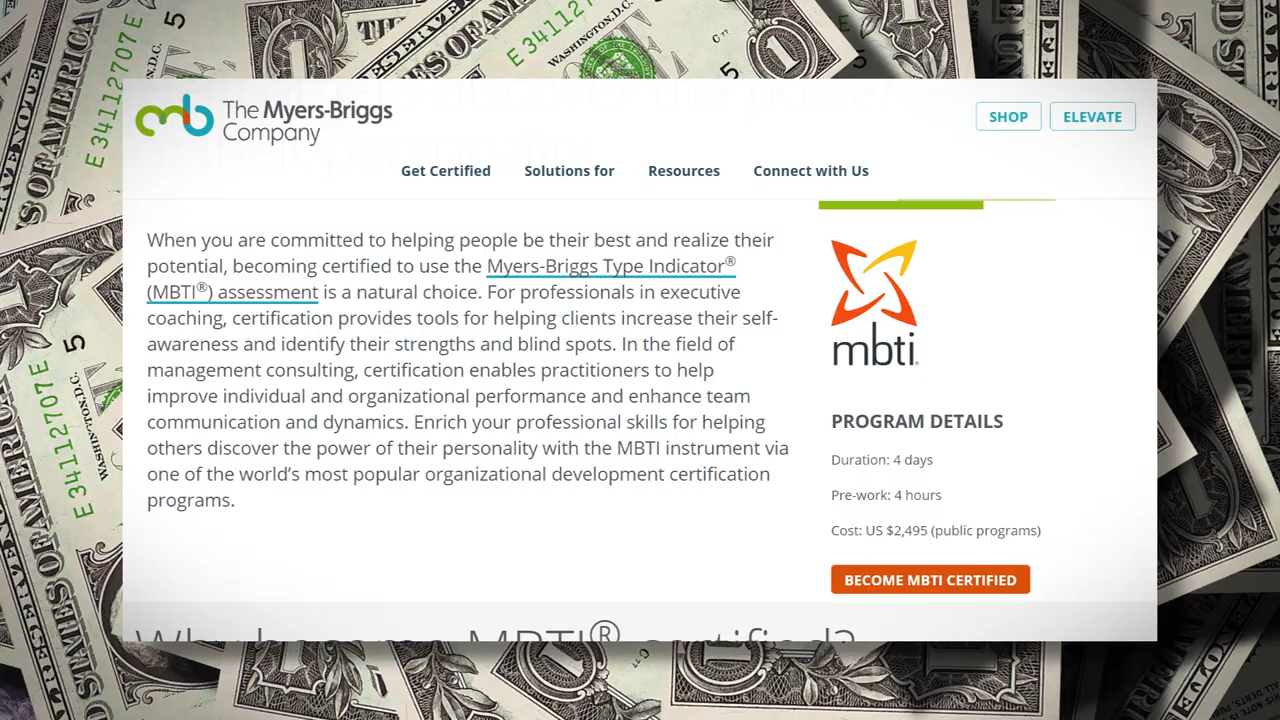 The Myers-Briggs
Company
SHOP
ELEVATE
Get Certified
Solutions for
Resources
Connect with Us
When you are committed to helping people be their best and realize their
potential, becoming certified to use the Myers-Briggs Type Indicator®
(MBTI®) assessment is a natural choice. For professionals in executive
coaching, certification provides tools for helping clients increase their self-
awareness and identify their strengths and blind spots. In the field of
management consulting, certification enables practitioners to help
improve individual and organizational performance and enhance team
communication and dynamics. Enrich your professional skills for helping
others discover the power of their personality with the MBTI instrument via
one of the world's most popular organizational development certification
programs.
mbti
PROGRAM DETAILS
Duration: 4 days
Pre-work: 4 hours
Cost: US $2,495 (public programs)
BECOME MBTI CERTIFIED
Why become MBTI® certified?
E34112707E
E34112707E
WASHINGTON, D.C.